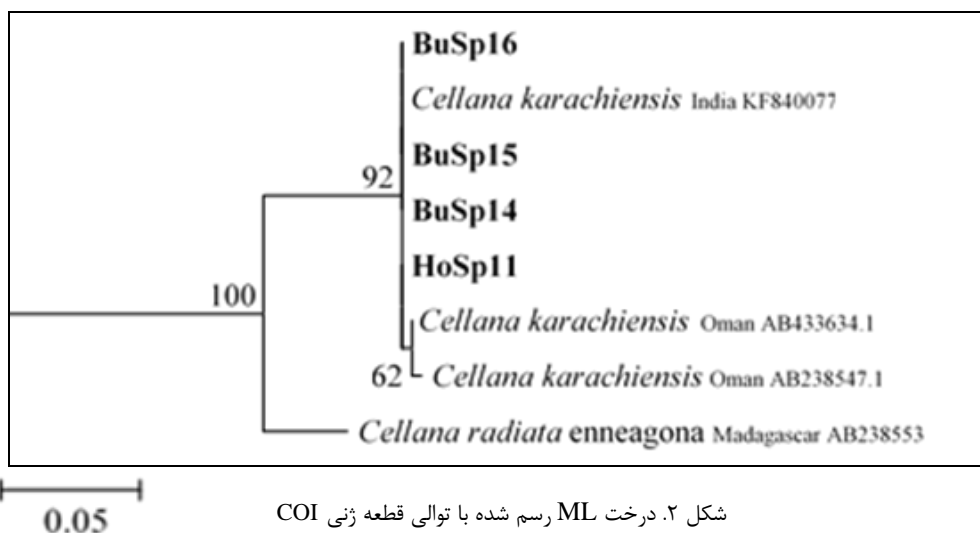 BuSp16
Cellana karachiensis India KF840077
BuSp15
92
BuSp14
HoSp11
100
Cellana karachiensis Oman AB433634.1
62 Cellana karachiensis Oman AB238547.1
Cellana radiata enneagona Madagascar AB238553
0.05
شکل ۲. درخت ML رسم شده با توالی قطعه ژنی COI